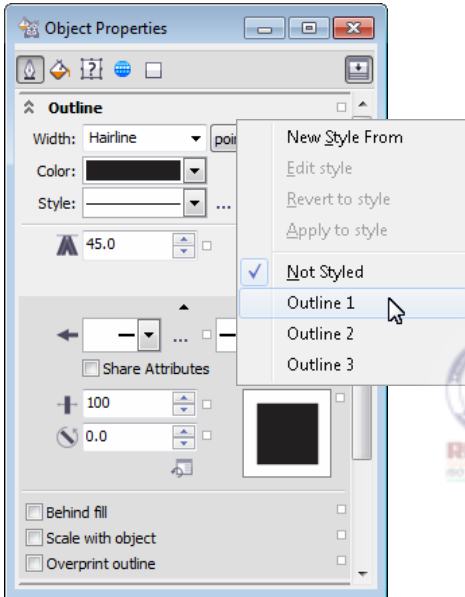 Object Properties
Outline
Width: Hairline
Color:
Style:
45.0
Share Attributes
100
0.0
Behind fill
Scale with object
Overprint outline
New Style From
Edit style
Revert to style
Apply to style
Not Styled
Outline 1
Outline 2
Outline 3